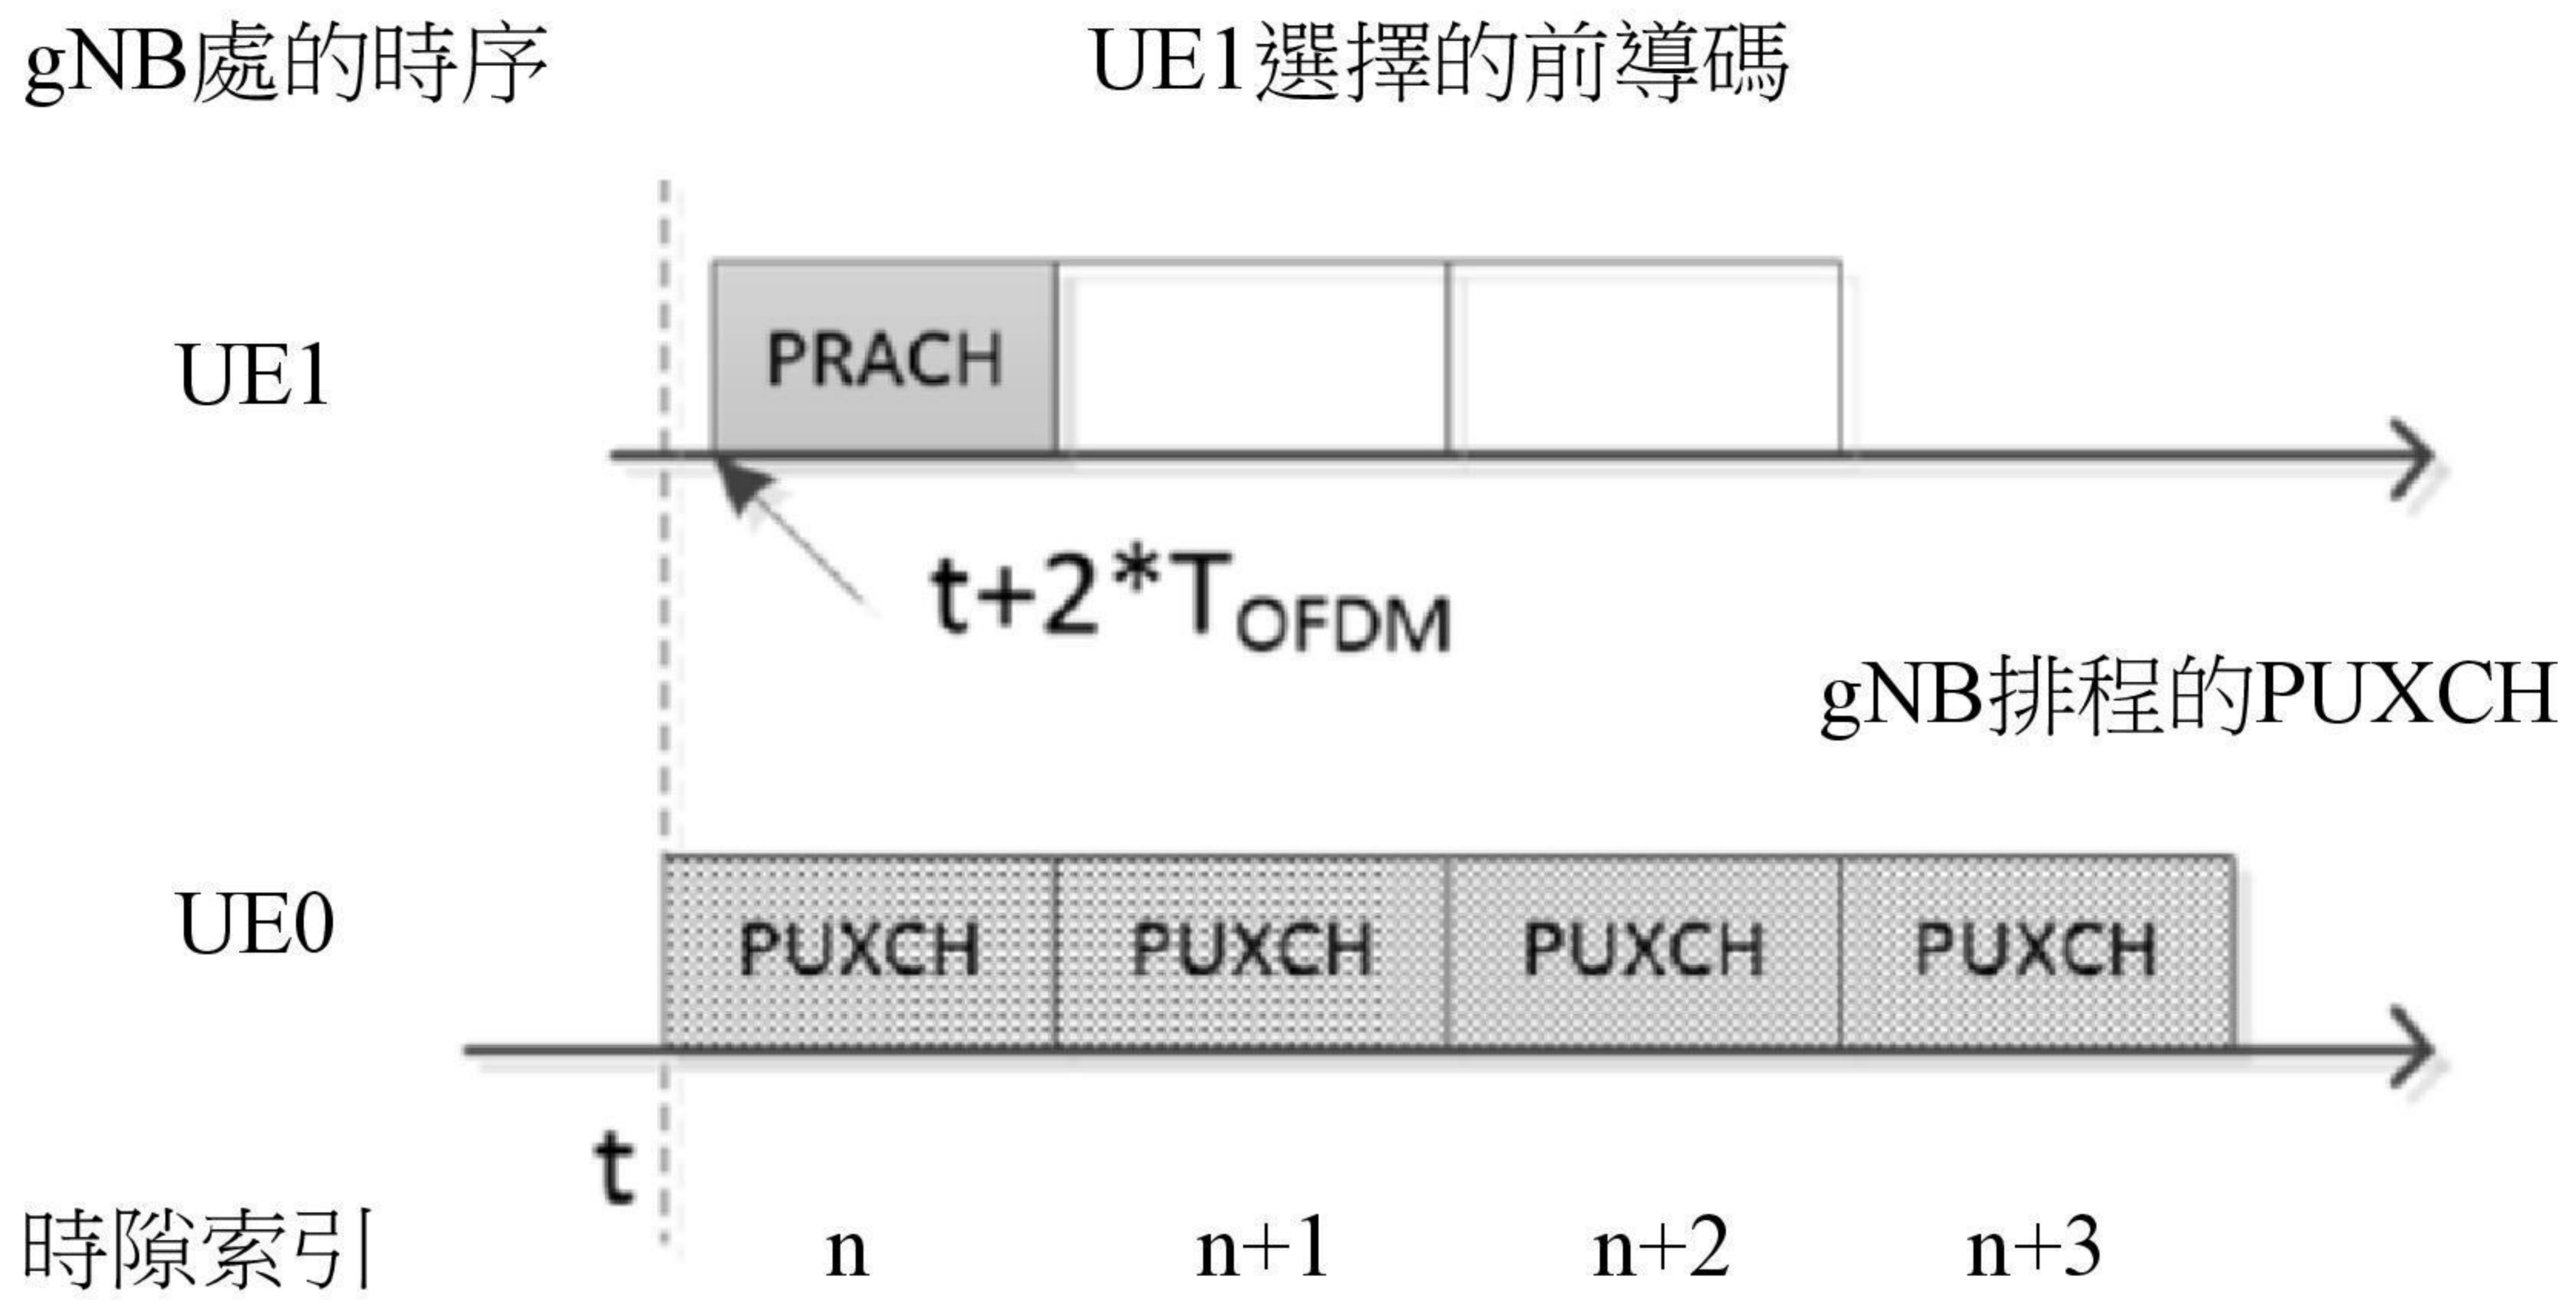 gNB處的時序
UE1選擇的前導碼
UE1
PRACH
t+2*TOFDM
gNB排程的PUXCH
UE0
PUXCH PUXCH PUXCH PUXCH
t
時隙索引 n n+1 n+2 n+3